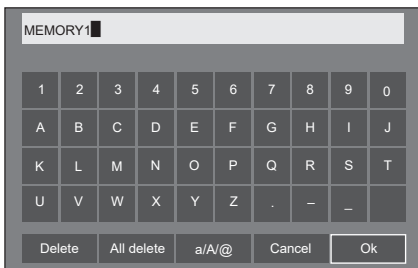 MEMORY1
1 2 3 4 5 6 7 8 9 0
A B C D E F G H I J
K L M N O P Q R S T
U V W X Y Z . – _
Delete All delete a/A/@ Cancel Ok